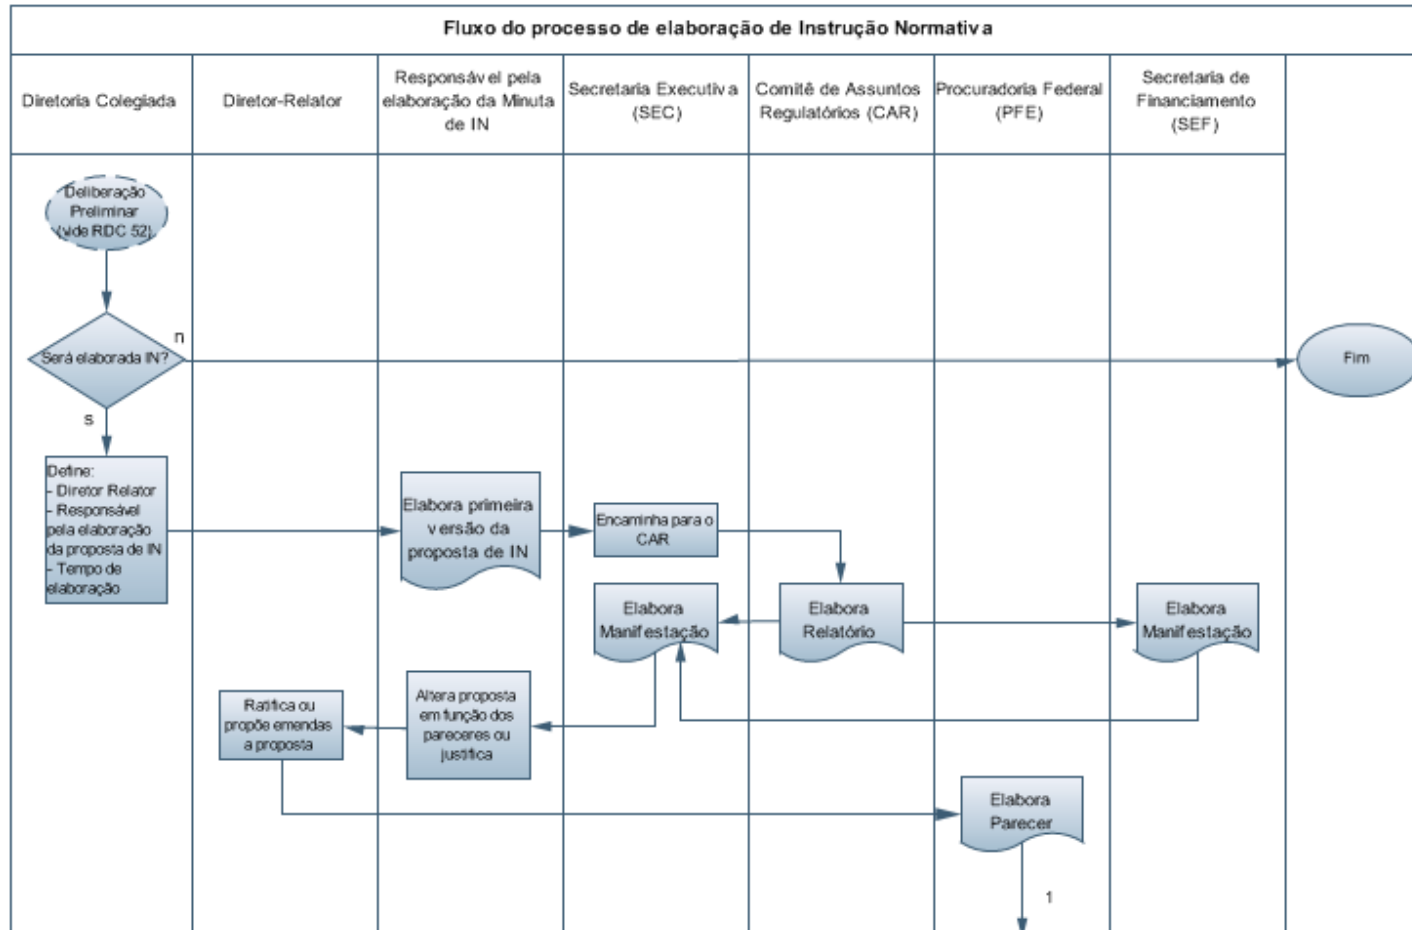 Fluxo do processo de elaboração de Instrução Normativa
Diretoria Colegiada
Diretor-Relator
Responsável pela
elaboração da Minuta
de IN
Secretaria Executiva
(SEC)
Comitê de Assuntos
Regulatórios (CAR)
Procuradoria Federal
(PFE)
Secretaria de
Financiamento
(SEF)
Deliberação
Preliminar
(vide RDC 52)
Será elaborada IN?
n
Fim
s
Define:
- Diretor Relator
- Responsável
pela elaboração
da proposta de IN
- Tempo de
elaboração
Elabora primeira
versão da
proposta de IN
Encaminha para o
CAR
Elabora
Manifestação
Elabora
Relatório
Elabora
Manifestação
Ratifica ou
propõe emendas
a proposta
Altera proposta
em função dos
pareceres ou
justifica
Elabora
Parecer
1